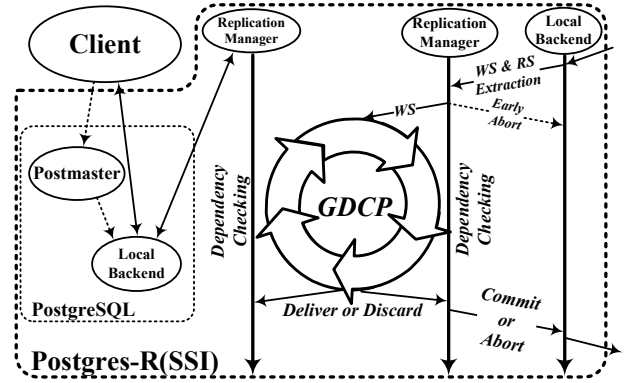 Client
Replication
Manager
Replication
Manager
Local
Backend
WS & RS
Extraction
WS
Early
Abort
Postmaster
Dependency
Checking
GDCP
Dependency
Checking
Local
Backend
PostgreSQL
Deliver or Discard
Commit
or
Abort
Postgres-R(SSI)